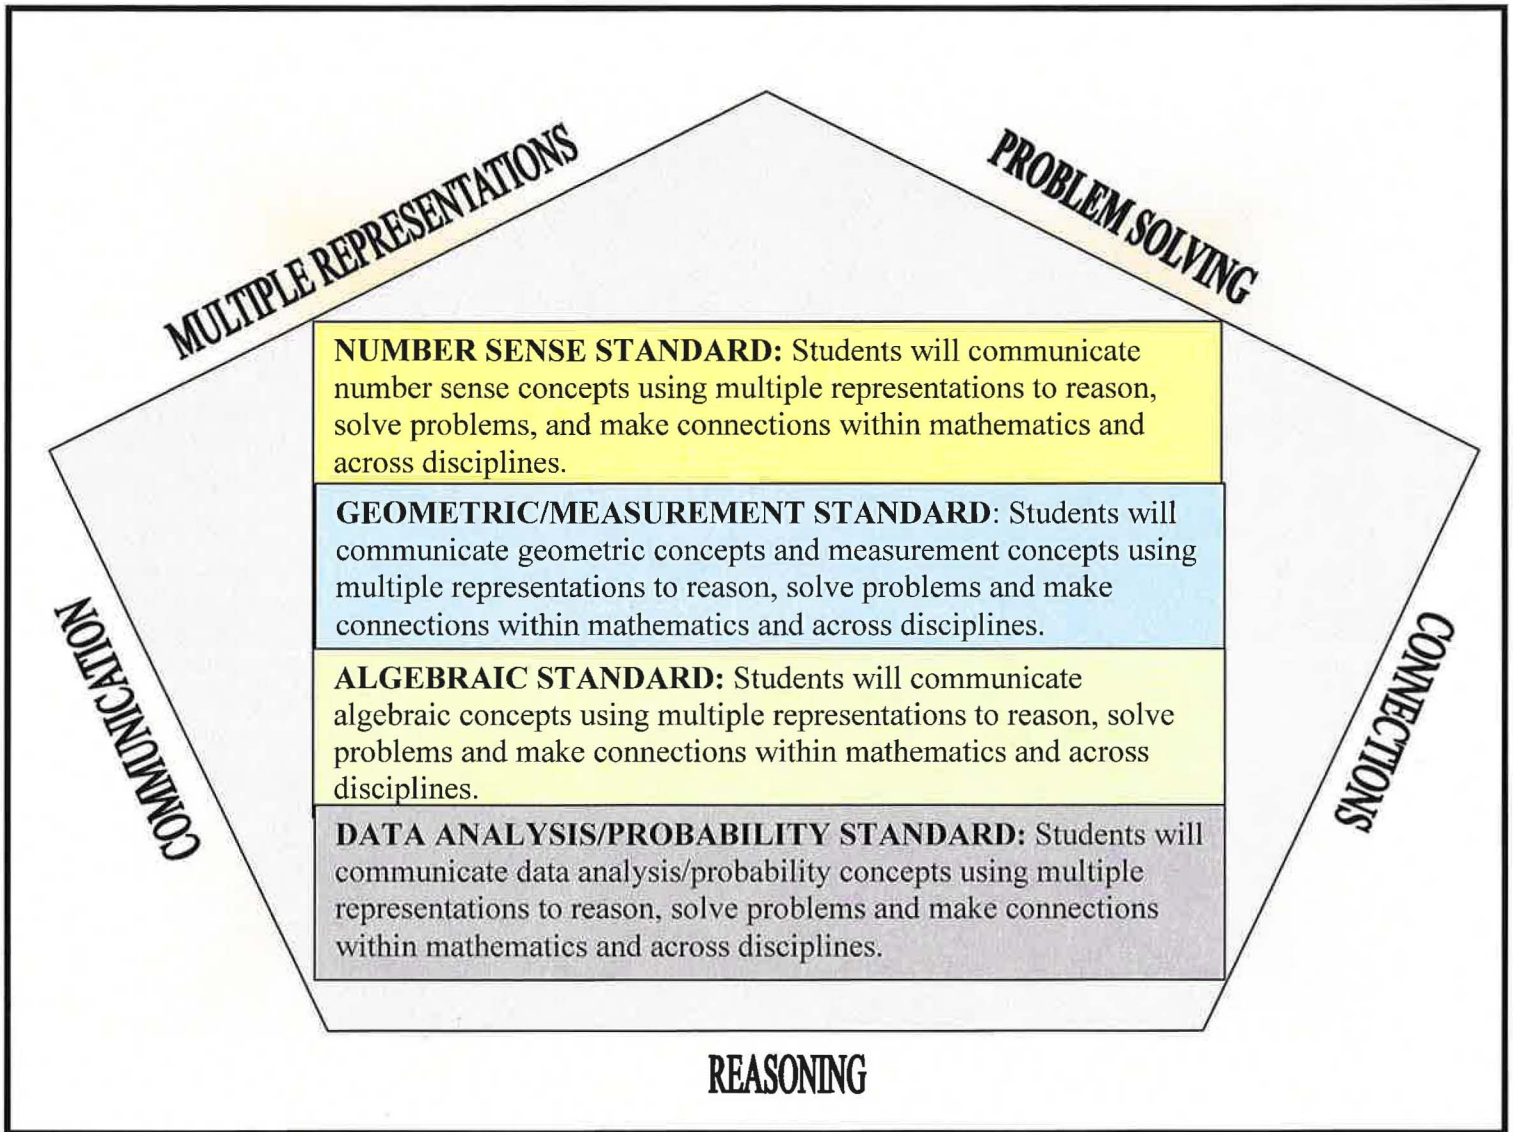 MULTIPLE REPRESENTATIONS
PROBLEM SOLVING
NUMBER SENSE STANDARD: Students will communicate
number sense concepts using multiple representations to reason,
solve problems, and make connections within mathematics and
across disciplines.
GEOMETRIC/MEASUREMENT STANDARD: Students will
communicate geometric concepts and measurement concepts using
multiple representations to reason, solve problems and make
connections within mathematics and across disciplines.
ALGEBRAIC STANDARD: Students will communicate
algebraic concepts using multiple representations to reason, solve
problems and make connections within mathematics and across
disciplines.
DATA ANALYSIS/PROBABILITY STANDARD: Students will
communicate data analysis/probability concepts using multiple
representations to reason, solve problems and make connections
within mathematics and across disciplines.
COMMUNICATION
CONNECTIONS
REASONING